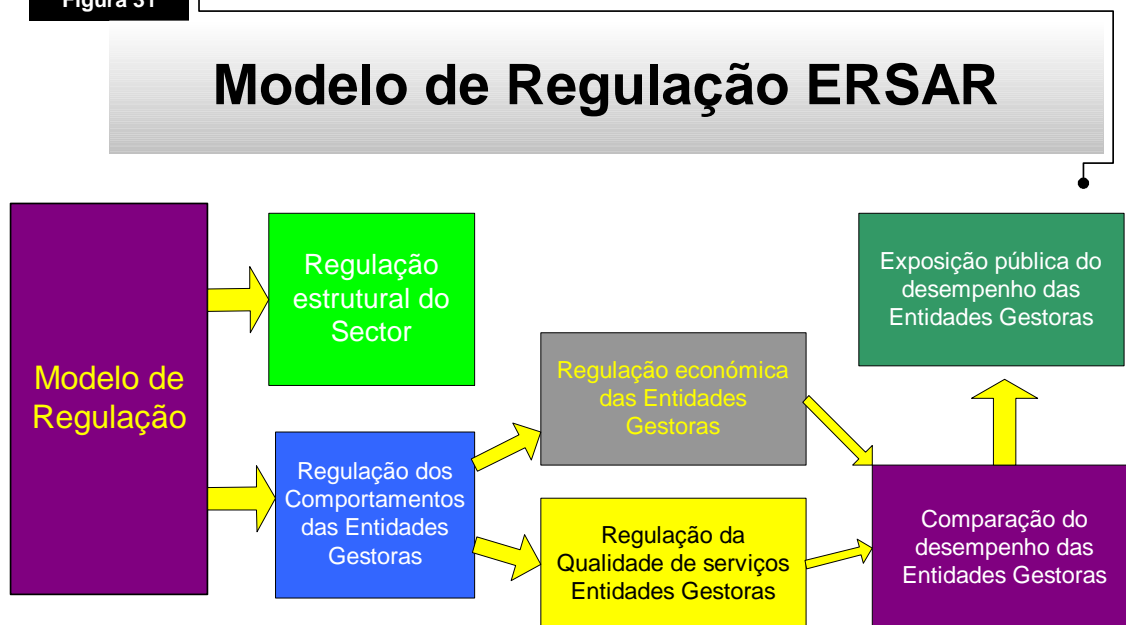 Figura 31
Modelo de Regulação ERSAR
Modelo de
Regulação
Regulação
estrutural do
Sector
Regulação dos
Comportamentos
das Entidades
Gestoras
Regulação económica
das Entidades
Gestoras
Regulação da
Qualidade de serviços
Entidades Gestoras
Exposição pública do
desempenho das
Entidades Gestoras
Comparação do
desempenho das
Entidades Gestoras